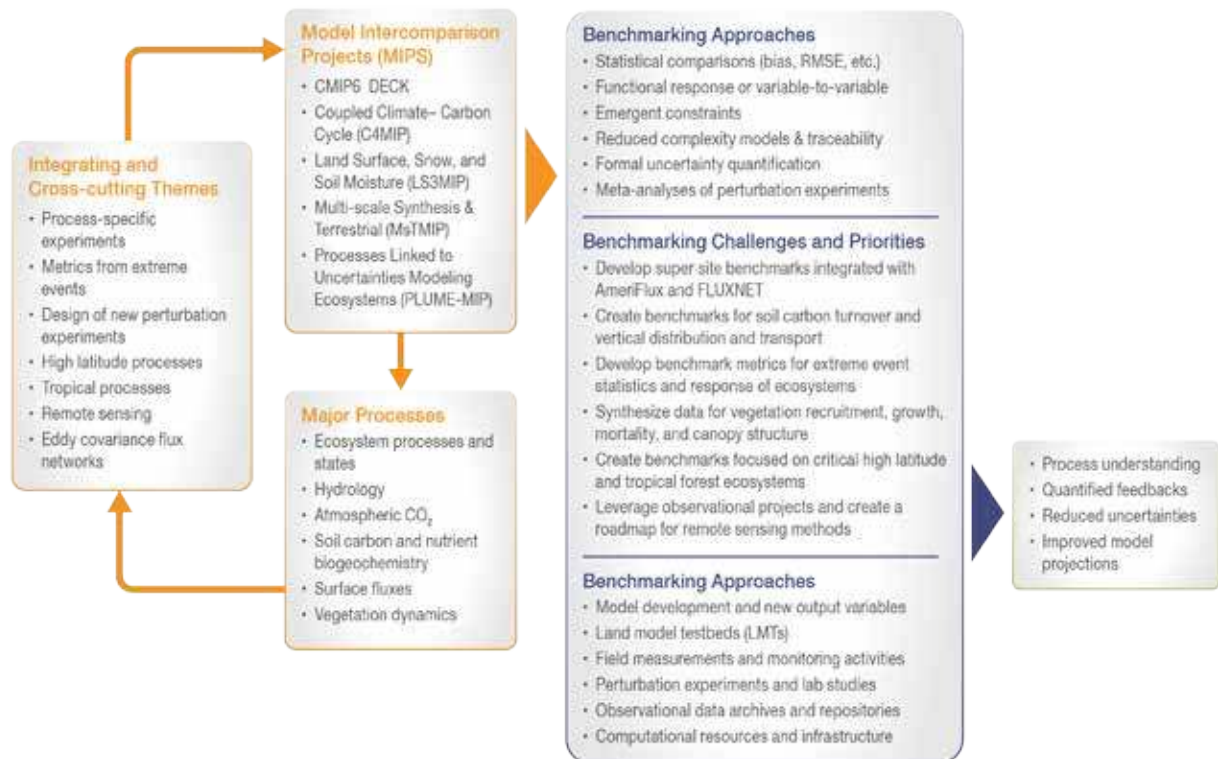 Integrating and
Cross-cutting Themes
• Process-specific
experiments
• Metrics from extreme
events
• Design of new perturbation
experiments
• High latitude processes
• Tropical processes
• Remote sensing
• Eddy covariance flux
networks
Model Intercomparison
Projects (MIPS)
• CMIP6 DECK
• Coupled Climate– Carbon
Cycle (C4MIP)
• Land Surface, Snow, and
Soil Moisture (LS3MIP)
• Multi-scale Synthesis &
Terrestrial (MsTMIP)
• Processes Linked to
Uncertainties Modeling
Ecosystems (PLUME-MIP)
Major Processes
• Ecosystem processes and
states
• Hydrology
• Atmospheric CO₂
• Soil carbon and nutrient
biogeochemistry
• Surface fluxes
• Vegetation dynamics
Benchmarking Approaches
• Statistical comparisons (bias, RMSE, etc.)
• Functional response or variable-to-variable
• Emergent constraints
• Reduced complexity models & traceability
• Formal uncertainty quantification
• Meta-analyses of perturbation experiments
Benchmarking Challenges and Priorities
• Develop super site benchmarks integrated with
AmeriFlux and FLUXNET
• Create benchmarks for soil carbon turnover and
vertical distribution and transport
• Develop benchmark metrics for extreme event
statistics and response of ecosystems
• Synthesize data for vegetation recruitment, growth,
mortality, and canopy structure
• Create benchmarks focused on critical high latitude
and tropical forest ecosystems
• Leverage observational projects and create a
roadmap for remote sensing methods
Benchmarking Approaches
• Model development and new output variables
• Land model testbeds (LMTs)
• Field measurements and monitoring activities
• Perturbation experiments and lab studies
• Observational data archives and repositories
• Computational resources and infrastructure
• Process understanding
• Quantified feedbacks
• Reduced uncertainties
• Improved model
projections